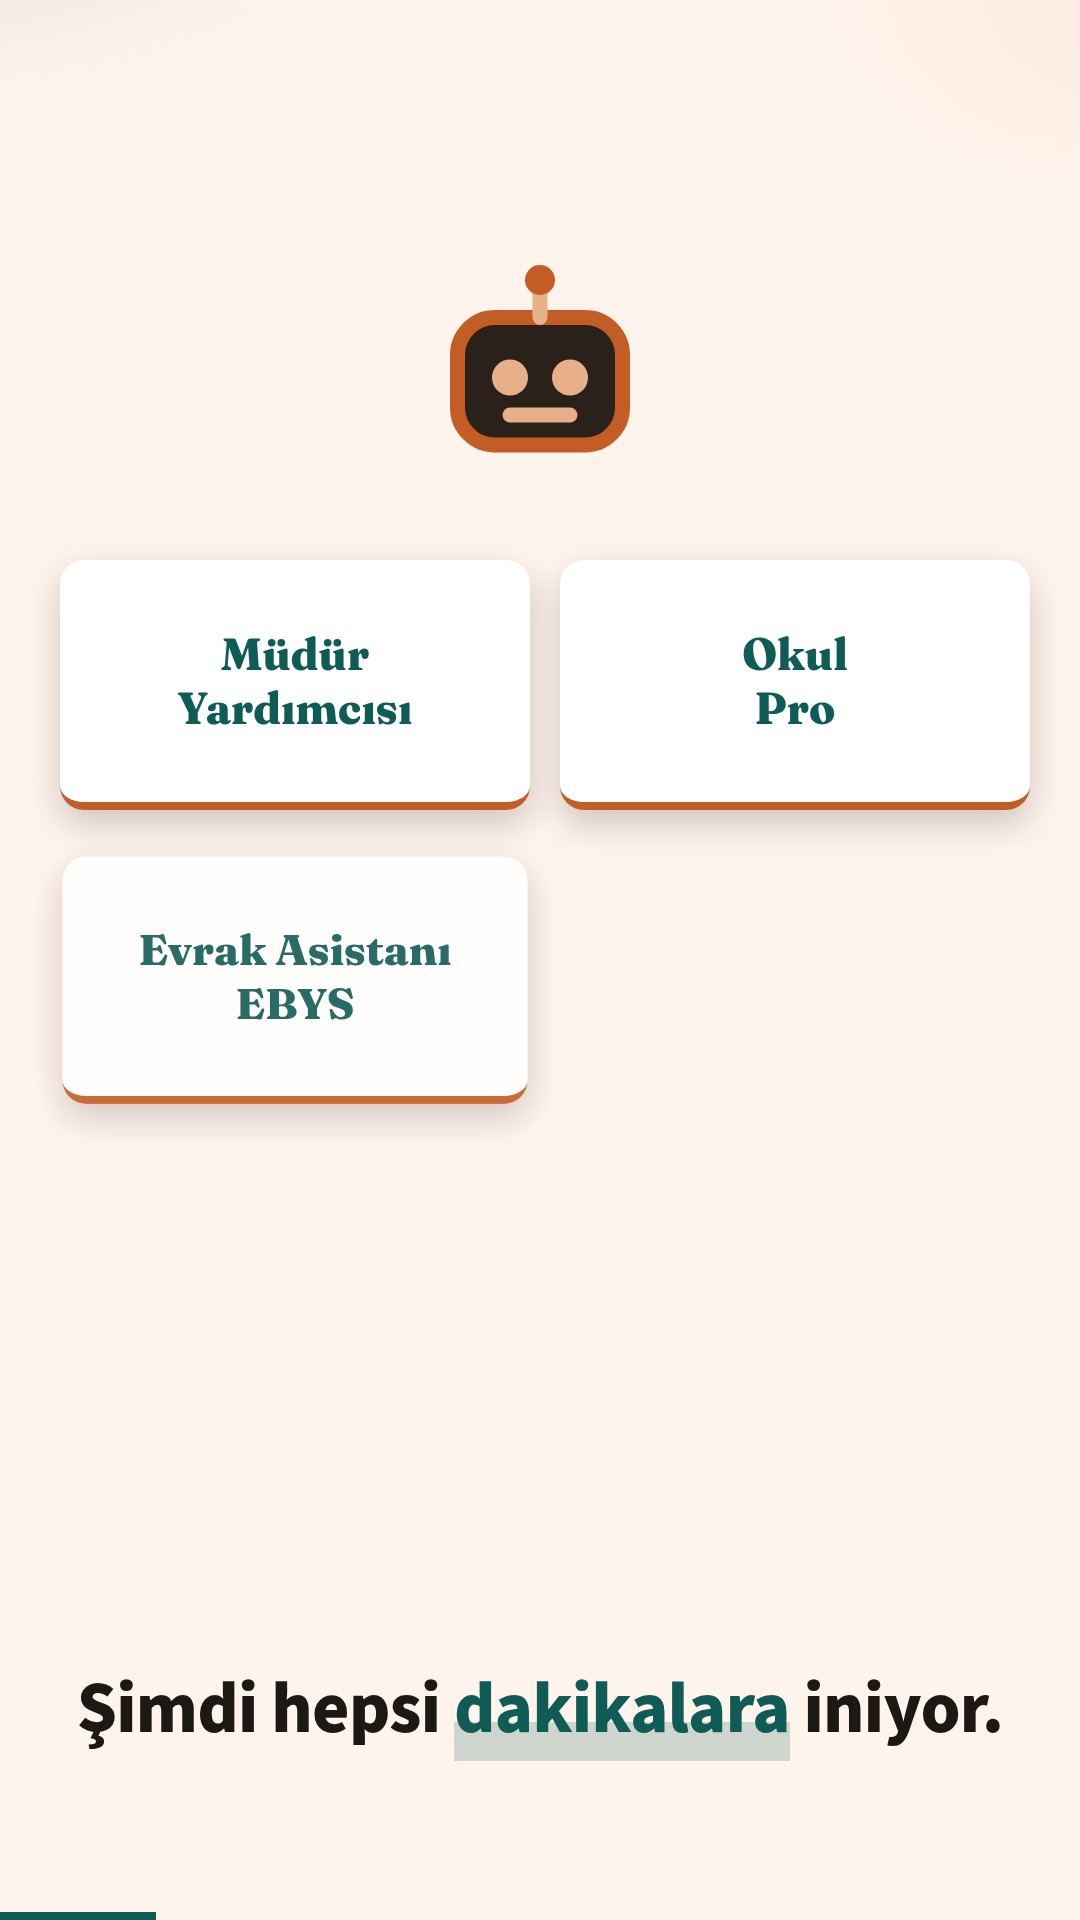 Müdür
Yardımcısı
Okul
Pro
Evrak Asistanı
EBYS
Şimdi hepsi dakikalara iniyor.